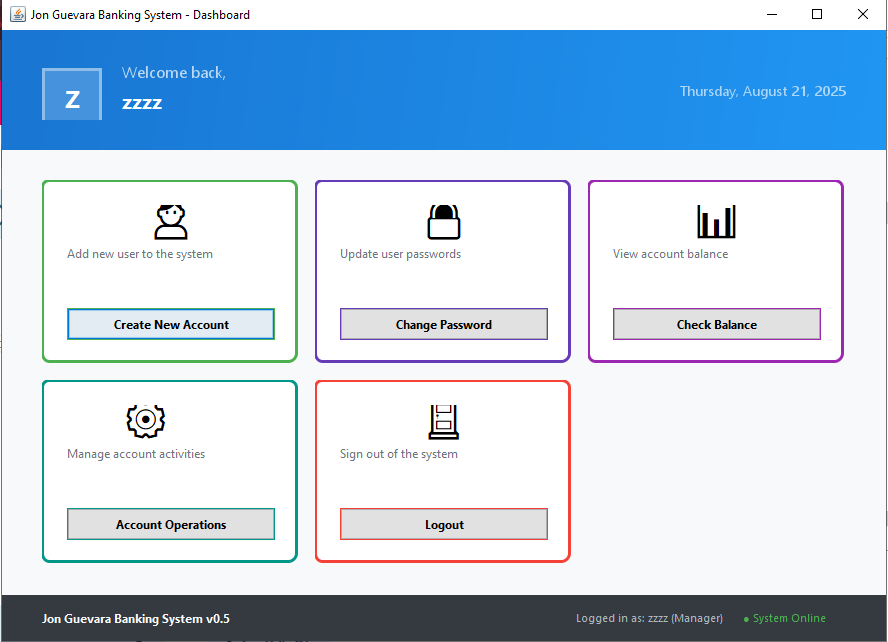 Jon Guevara Banking System - Dashboard
Z
Welcome back,
zzzz
Thursday, August 21, 2025
Add new user to the system
Create New Account
Update user passwords
Change Password
View account balance
Check Balance
Manage account activities
Account Operations
Sign out of the system
Logout
Jon Guevara Banking System v0.5
Logged in as: zzzz (Manager)
● System Online